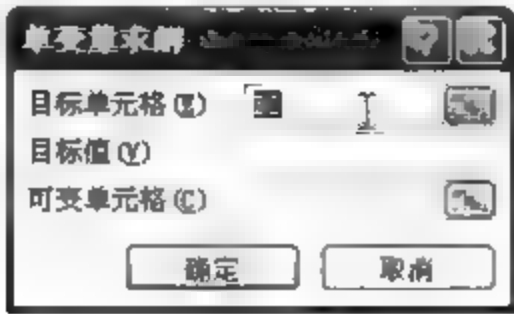 单变量求解
目标单元格(E)
目标值(V)
可变单元格(C)
确定
取消